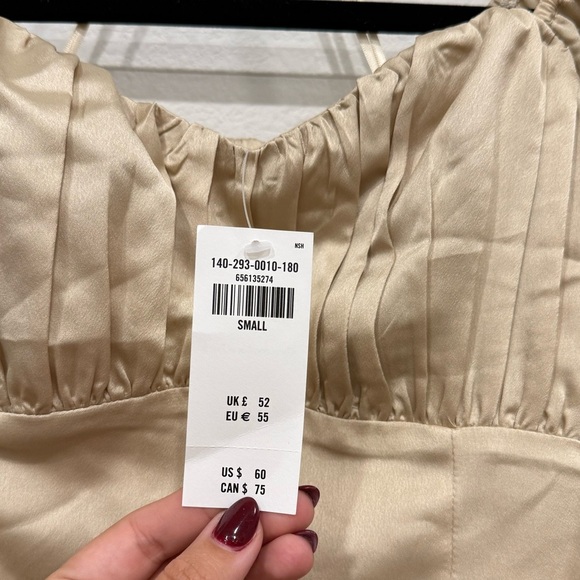 NSH
140-293-0010-180
656135274
SMALL
UK £ 52
EU € 55
US $ 60
CAN $ 75